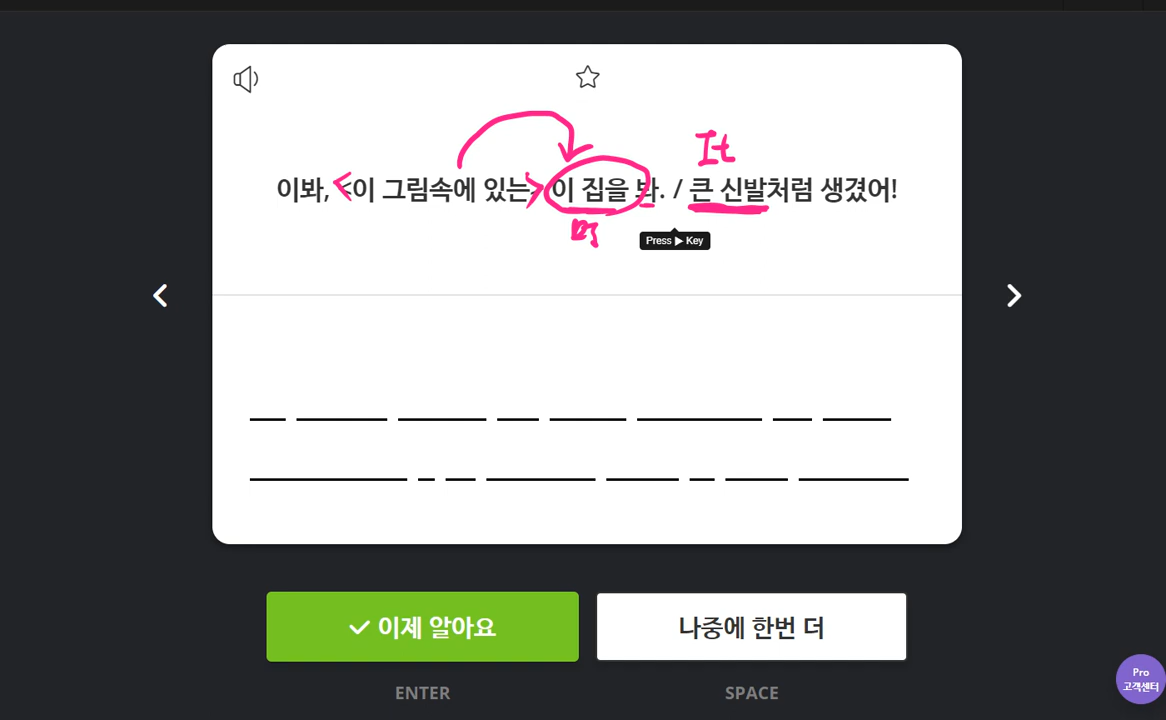 It
이봐, <이 그림속에 있는> 이 집을 봐. / 큰 신발처럼 생겼어!
Press ▶ Key
✓ 이제 알아요
나중에 한번 더
ENTER
SPACE
Pro
고객센터